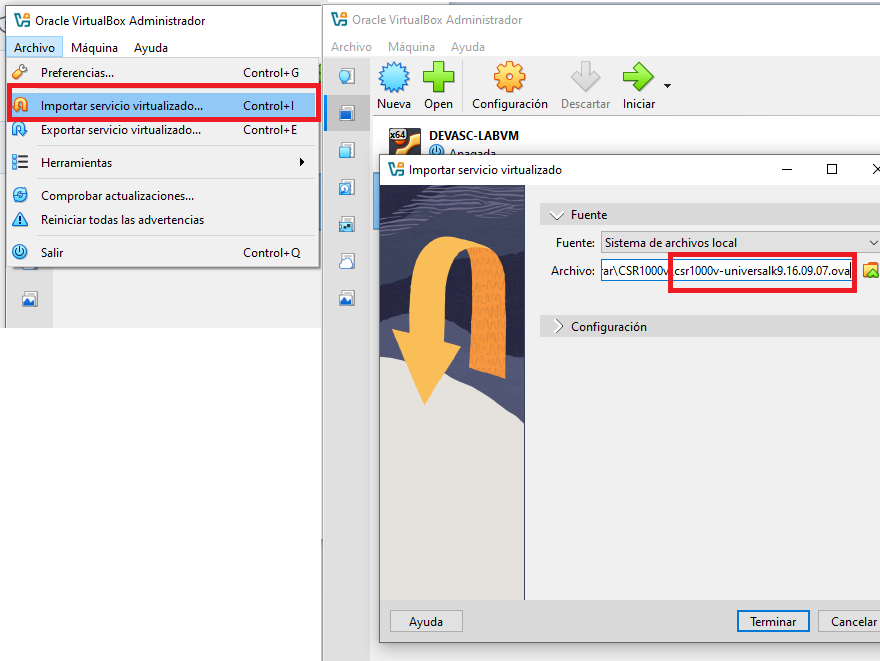 Oracle VirtualBox Administrador
Archivo Máquina Ayuda
Preferencias... Control+G
Importar servicio virtualizado... Control+I
Exportar servicio virtualizado... Control+E
Herramientas
Comprobar actualizaciones...
Reiniciar todas las advertencias
Salir Control+Q
Oracle VirtualBox Administrador
Archivo Máquina Ayuda
Nueva Open Configuración Descartar Iniciar
x64
DEVASC-LABVM
Apagada
Importar servicio virtualizado
Fuente
Fuente: Sistema de archivos local
Archivo: rar\CSR1000v\csr1000v-universalk9.16.09.07.ova
Configuración
Ayuda Terminar Cancelar